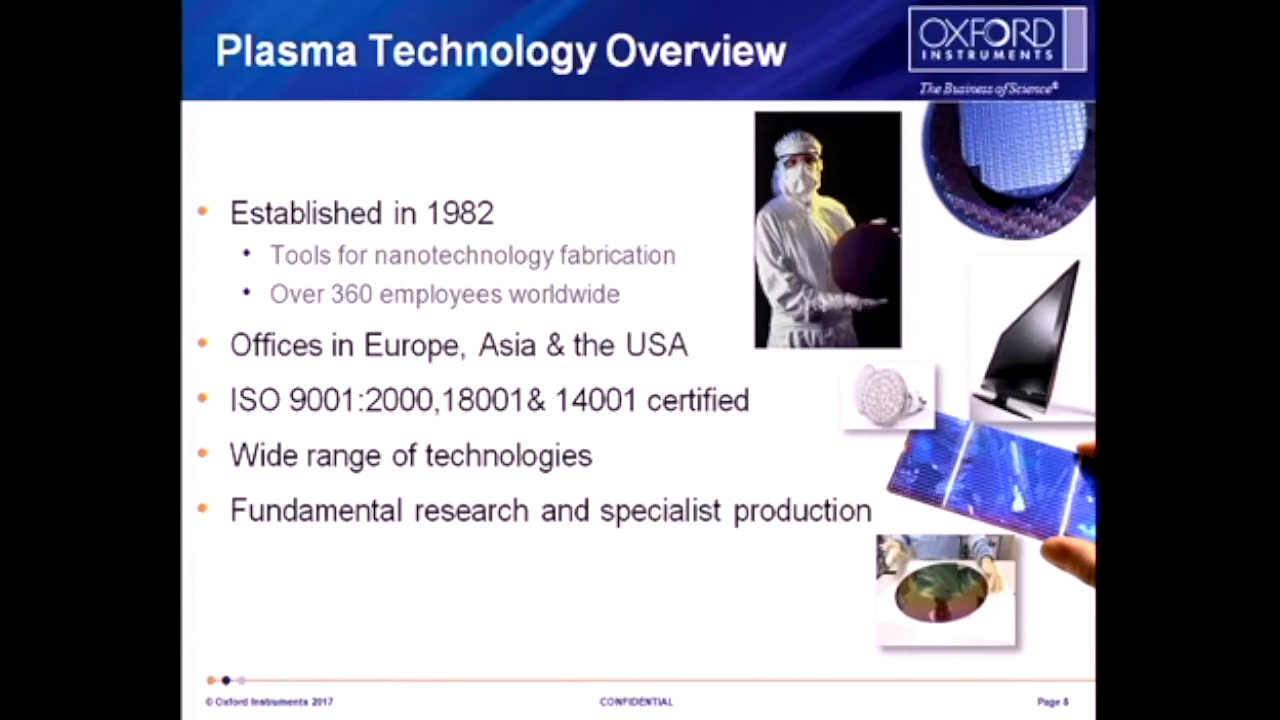 Plasma Technology Overview
OXFORD
INSTRUMENTS
The Business of Science®
• Established in 1982
• Tools for nanotechnology fabrication
• Over 360 employees worldwide
• Offices in Europe, Asia & the USA
• ISO 9001:2000,18001& 14001 certified
• Wide range of technologies
• Fundamental research and specialist production
© Oxford Instruments 2017
CONFIDENTIAL
Page 8